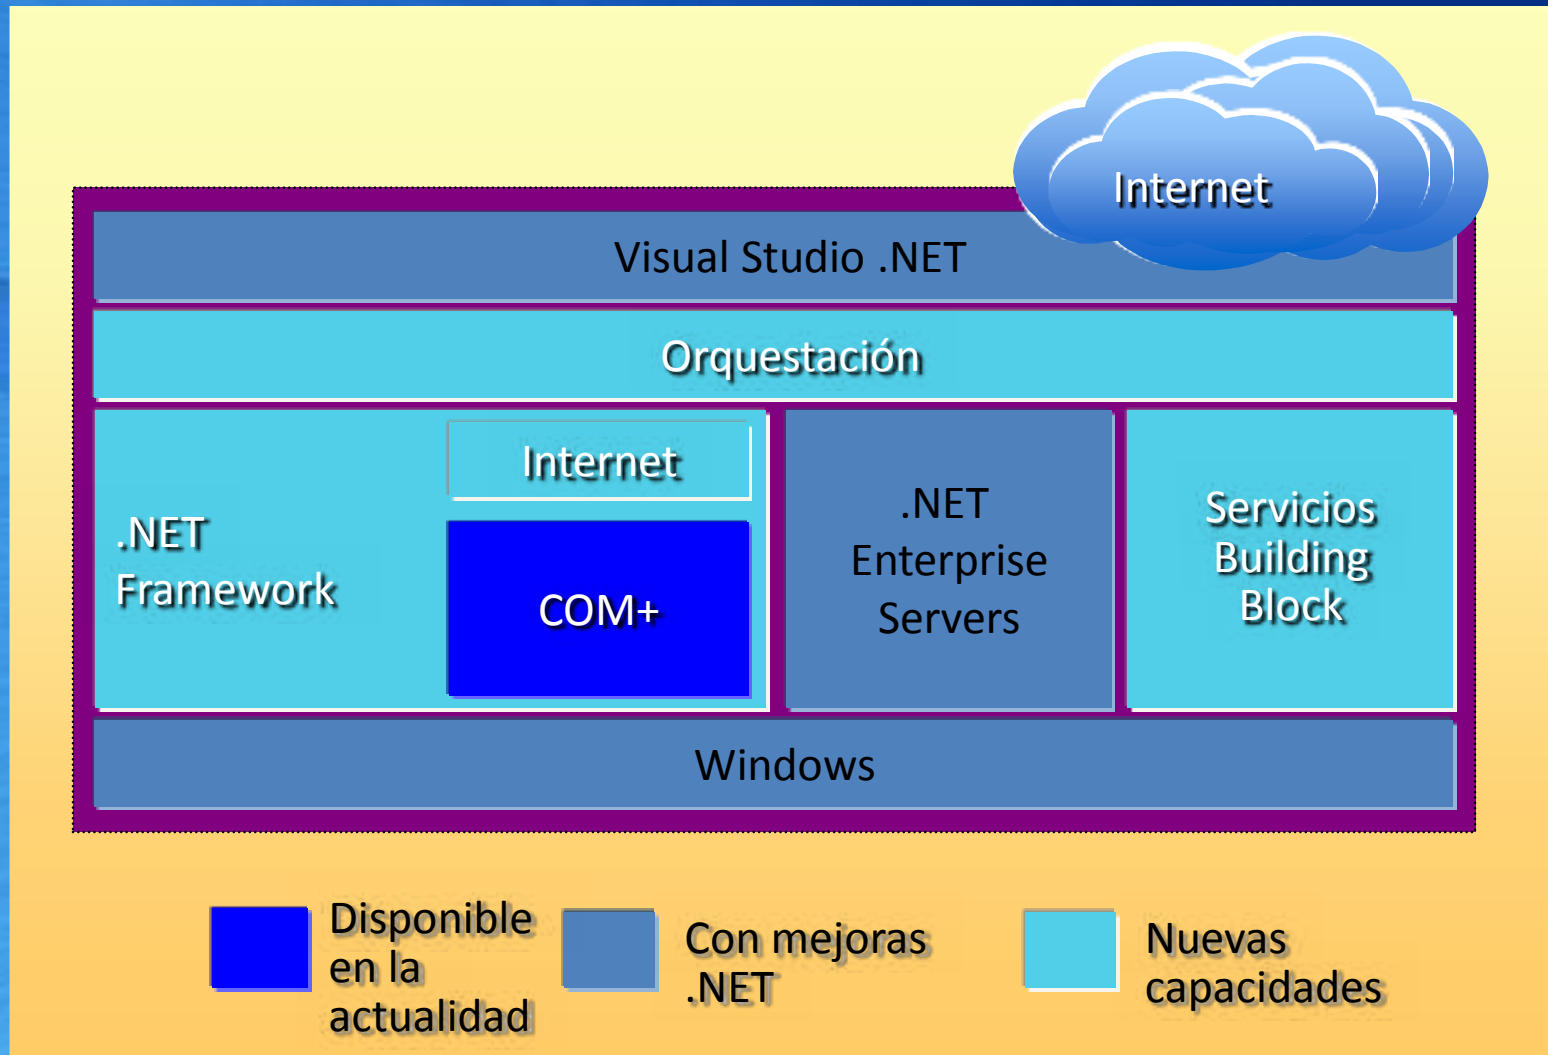 Internet
Visual Studio .NET
Orquestación
.NET
Framework
Internet
COM+
.NET
Enterprise
Servers
Servicios
Building
Block
Windows
Disponible
en la
actualidad
Con mejoras
.NET
Nuevas
capacidades